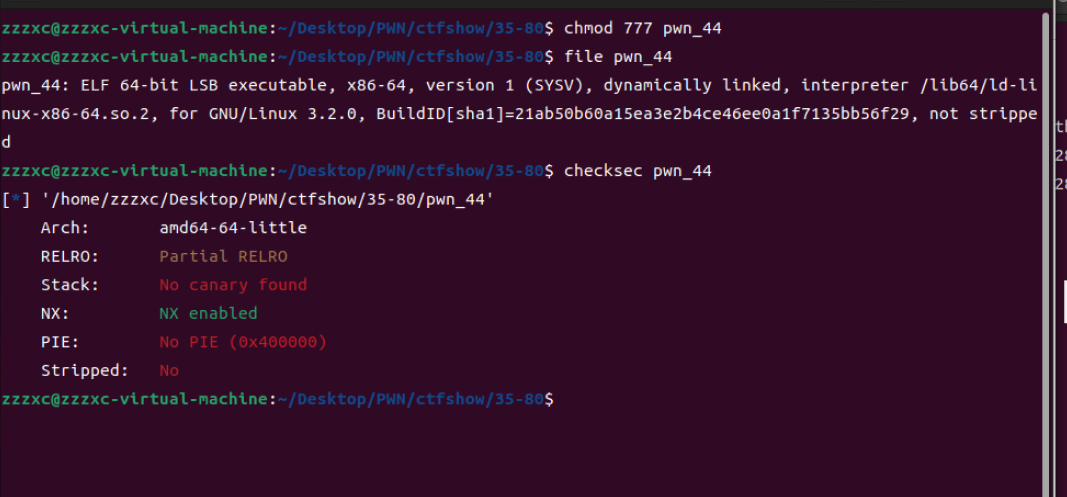 zzzxc@zzzxc-virtual-machine:~/Desktop/PWN/ctfshow/35-80$ chmod 777 pwn_44
zzzxc@zzzxc-virtual-machine:~/Desktop/PWN/ctfshow/35-80$ file pwn_44
pwn_44: ELF 64-bit LSB executable, x86-64, version 1 (SYSV), dynamically linked, interpreter /lib64/ld-li
nux-x86-64.so.2, for GNU/Linux 3.2.0, BuildID[sha1]=21ab50b60a15ea3e2b4ce46ee0a1f7135bb56f29, not strippe
d
zzzxc@zzzxc-virtual-machine:~/Desktop/PWN/ctfshow/35-80$ checksec pwn_44
[*] '/home/zzzxc/Desktop/PWN/ctfshow/35-80/pwn_44'
    Arch:       amd64-64-little
    RELRO:      Partial RELRO
    Stack:      No canary found
    NX:         NX enabled
    PIE:        No PIE (0x400000)
    Stripped:   No
zzzxc@zzzxc-virtual-machine:~/Desktop/PWN/ctfshow/35-80$